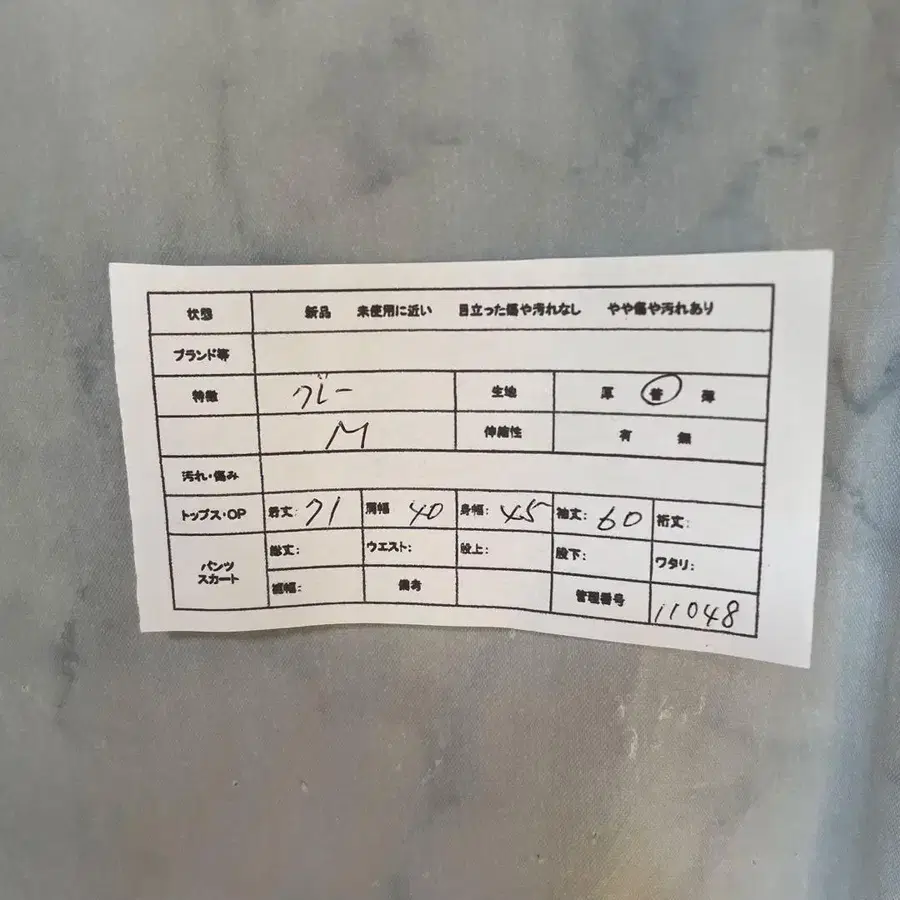 状態 新品 未使用に近い 目立った傷や汚れなし やや傷や汚れあり
ブランド等
特徴 グレー 生地 厚 普 薄
M 伸縮性 有 無
汚れ・傷み
トップス・OP 着丈: 71 肩幅 40 身幅: 45 袖丈: 60 裄丈:
パンツ スカート 総丈: ウエスト: 股上: 股下: ワタリ:
裾幅: 備考 管理番号 11048